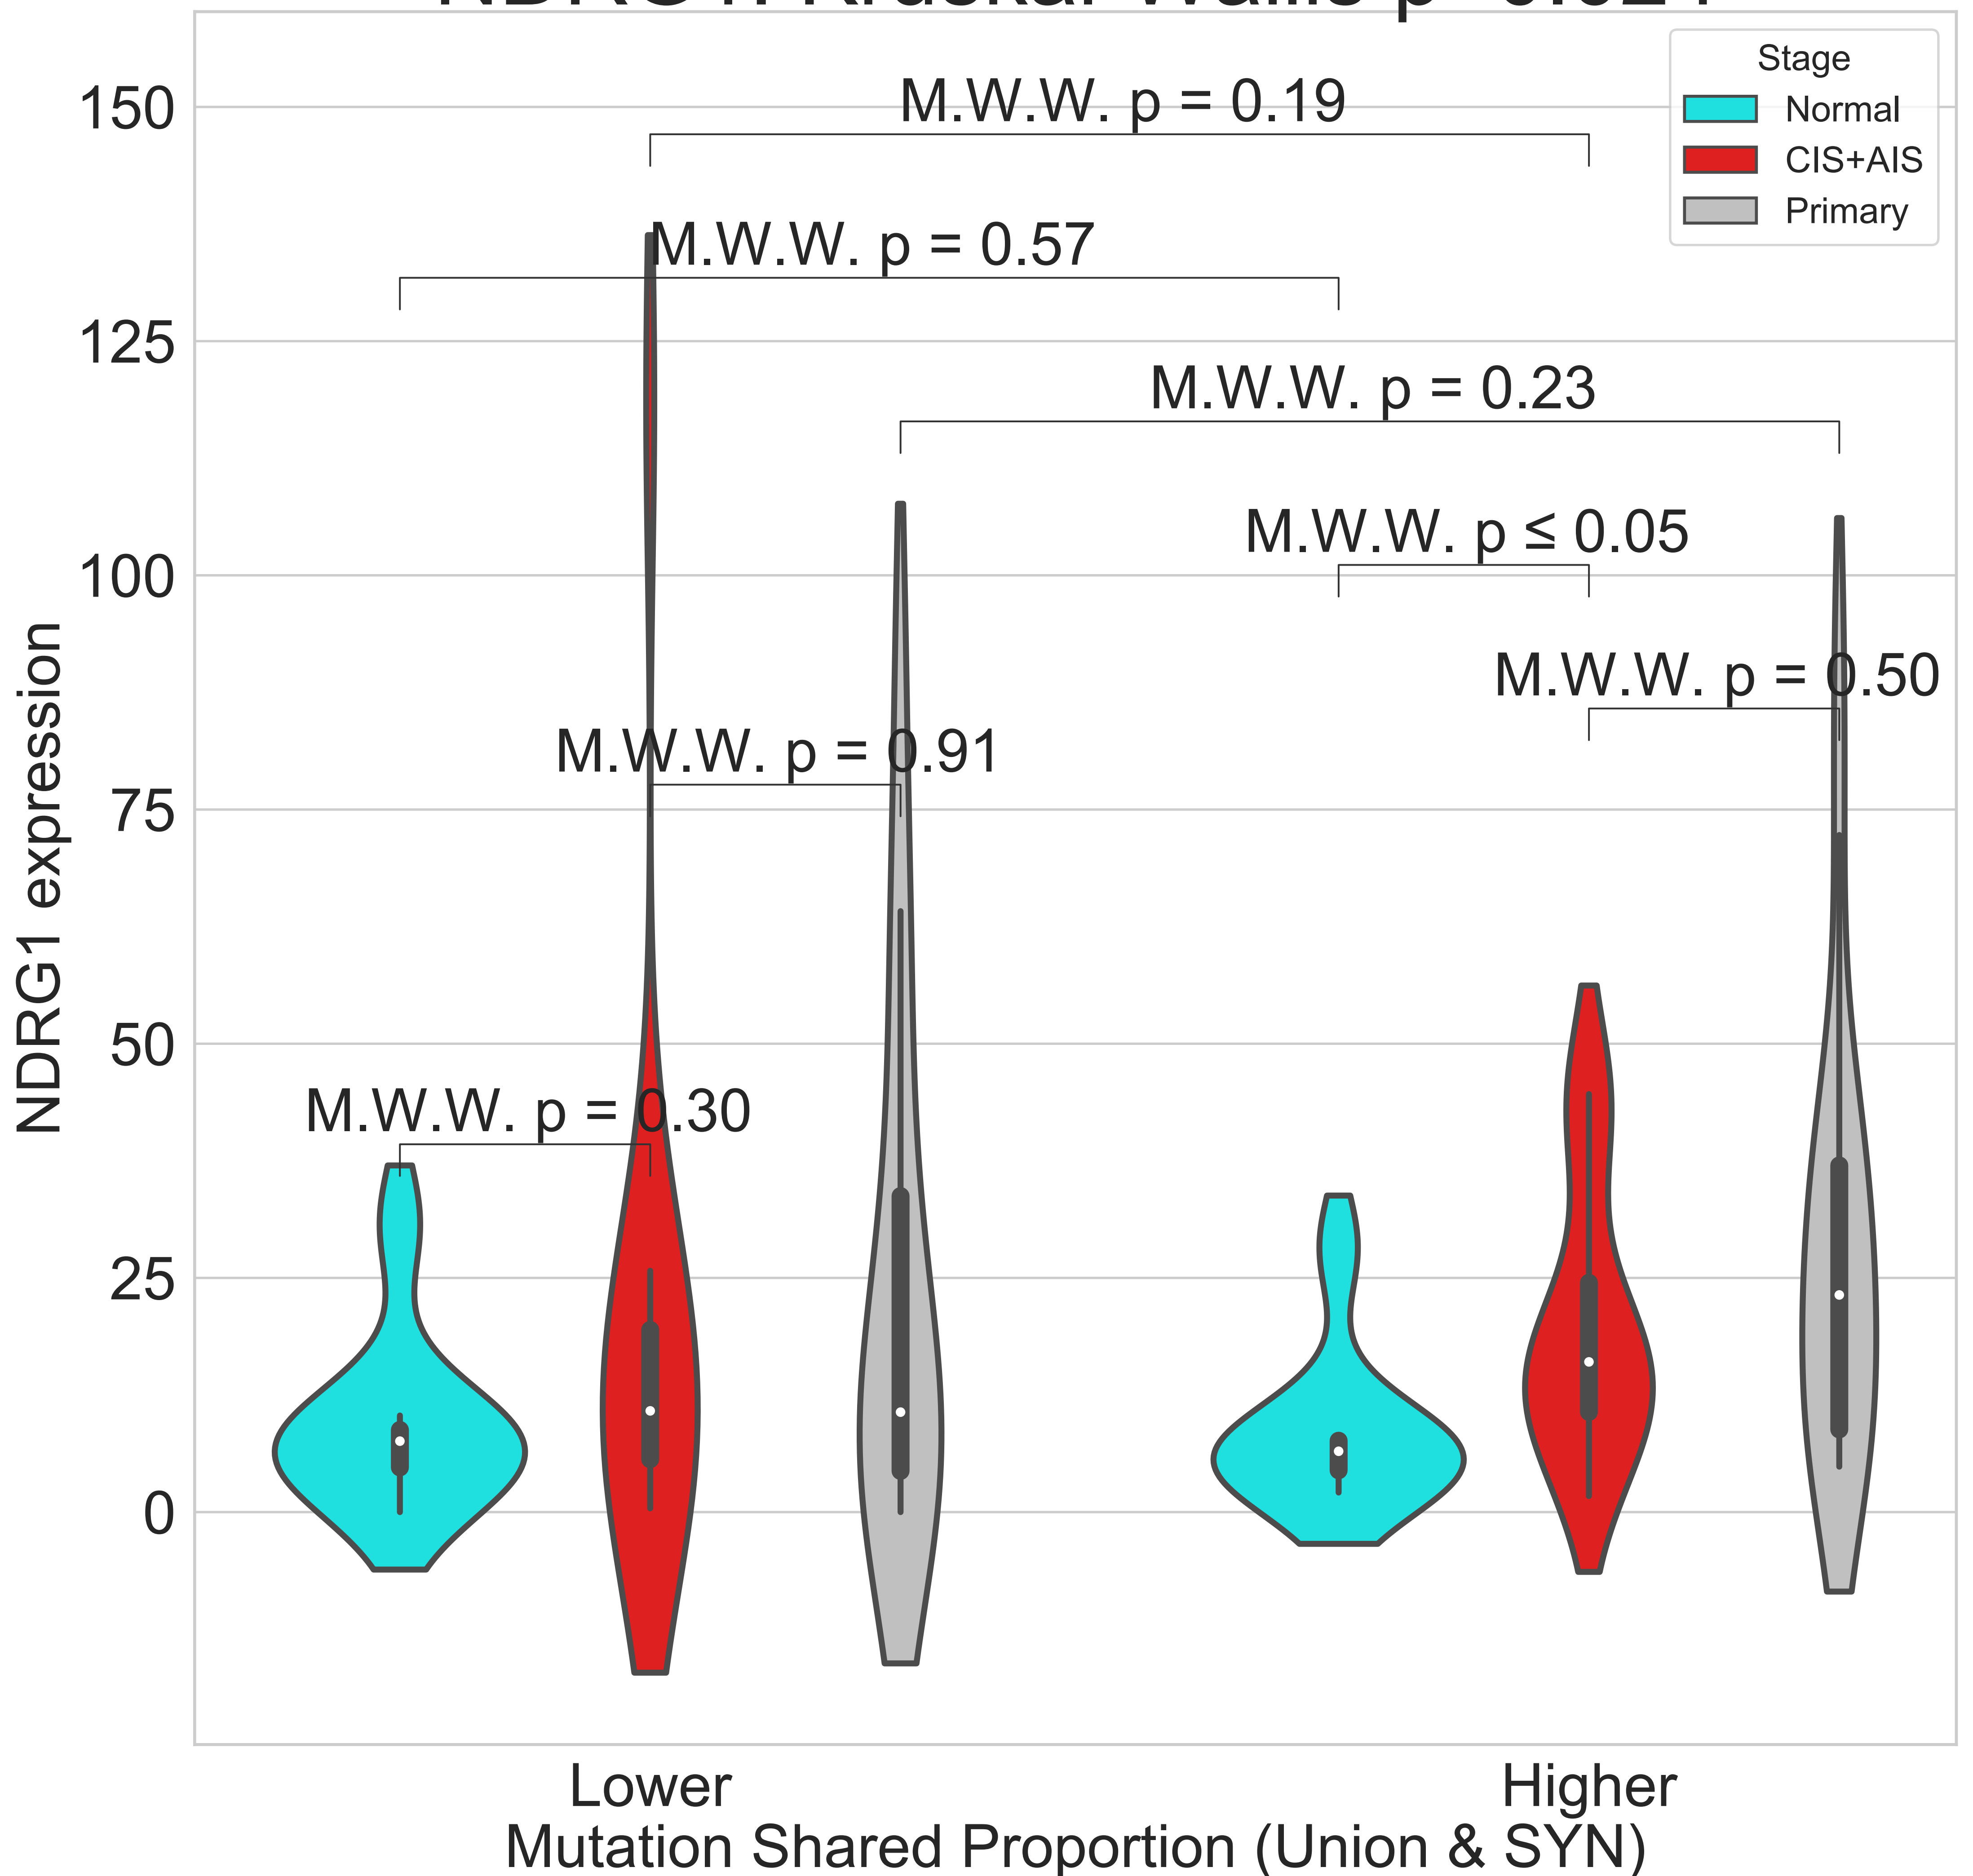 Stage
Normal
CIS+AIS
Primary
M.W.W. p = 0.19
M.W.W. p = 0.57
M.W.W. p = 0.23
M.W.W. p ≤ 0.05
M.W.W. p = 0.50
M.W.W. p = 0.91
M.W.W. p = 0.30
150
125
100
75
50
25
0
NDRG1 expression
Lower
Higher
Mutation Shared Proportion (Union & SYN)